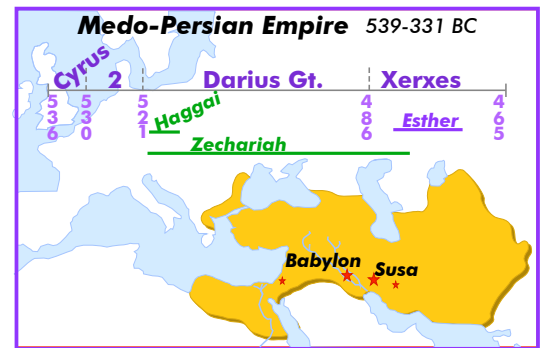 Medo-Persian Empire 539-331 BC
Cyrus 2 Darius Gt. Xerxes
536 530 521 486 465
Haggai
Esther
Zechariah
Babylon
Susa